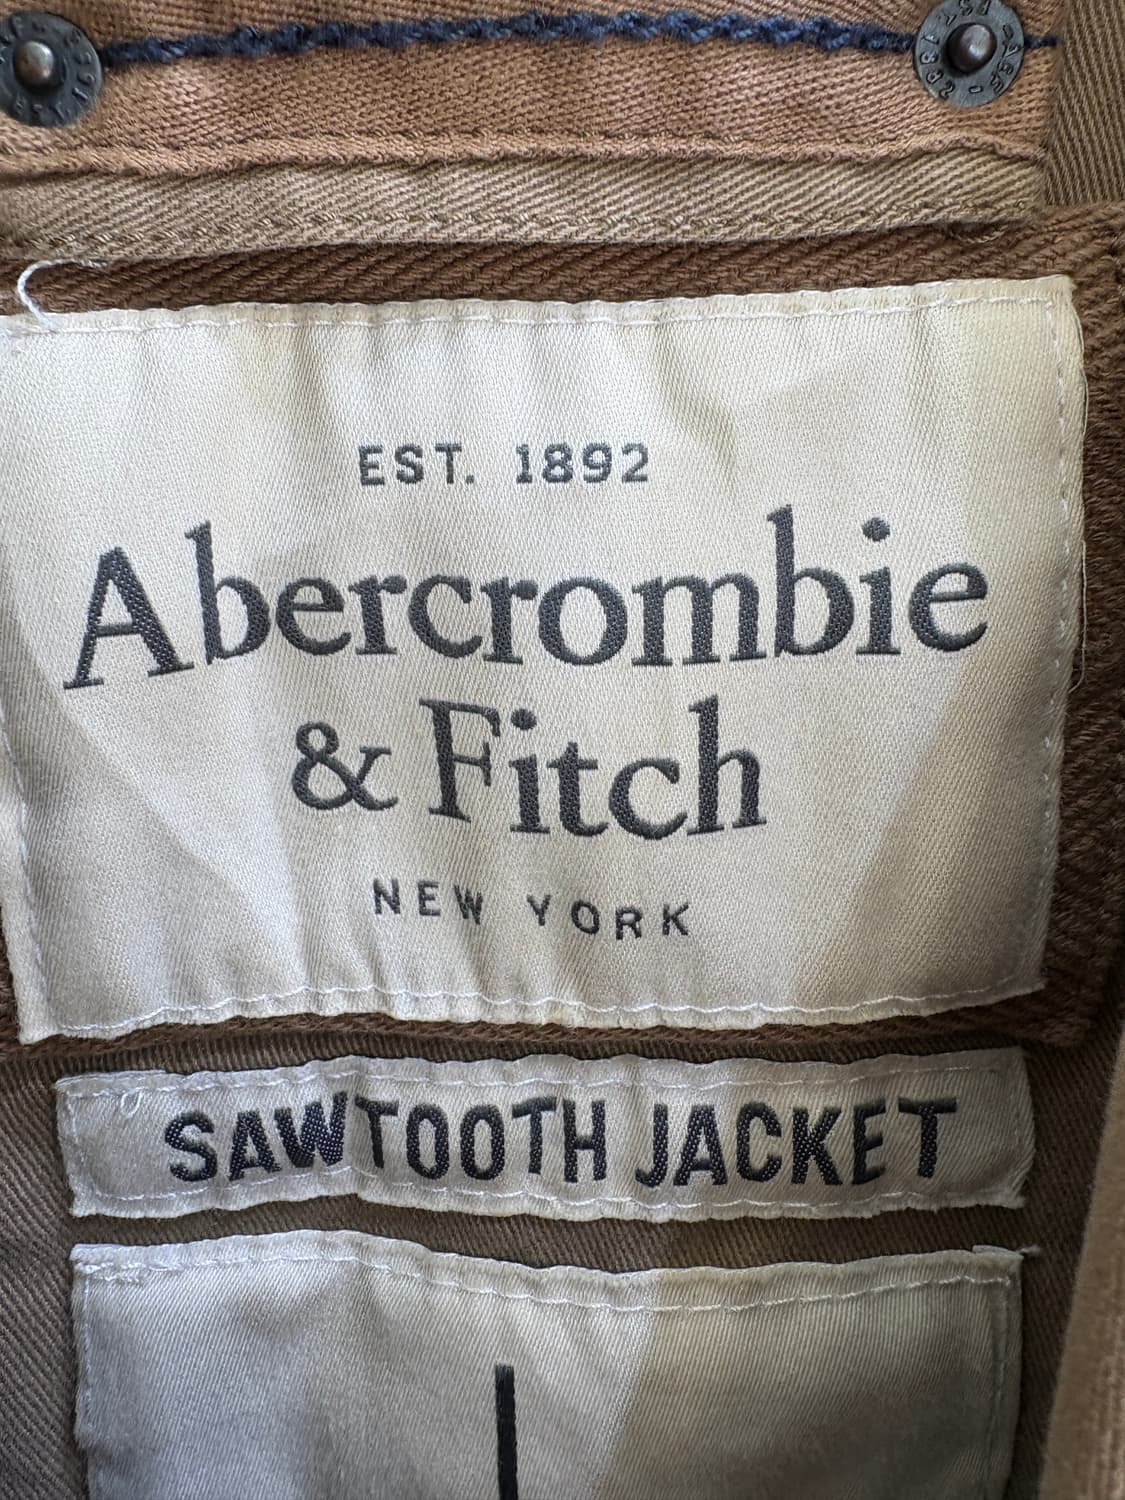 EST. 1892
Abercrombie
& Fitch
NEW YORK
SAWTOOTH JACKET